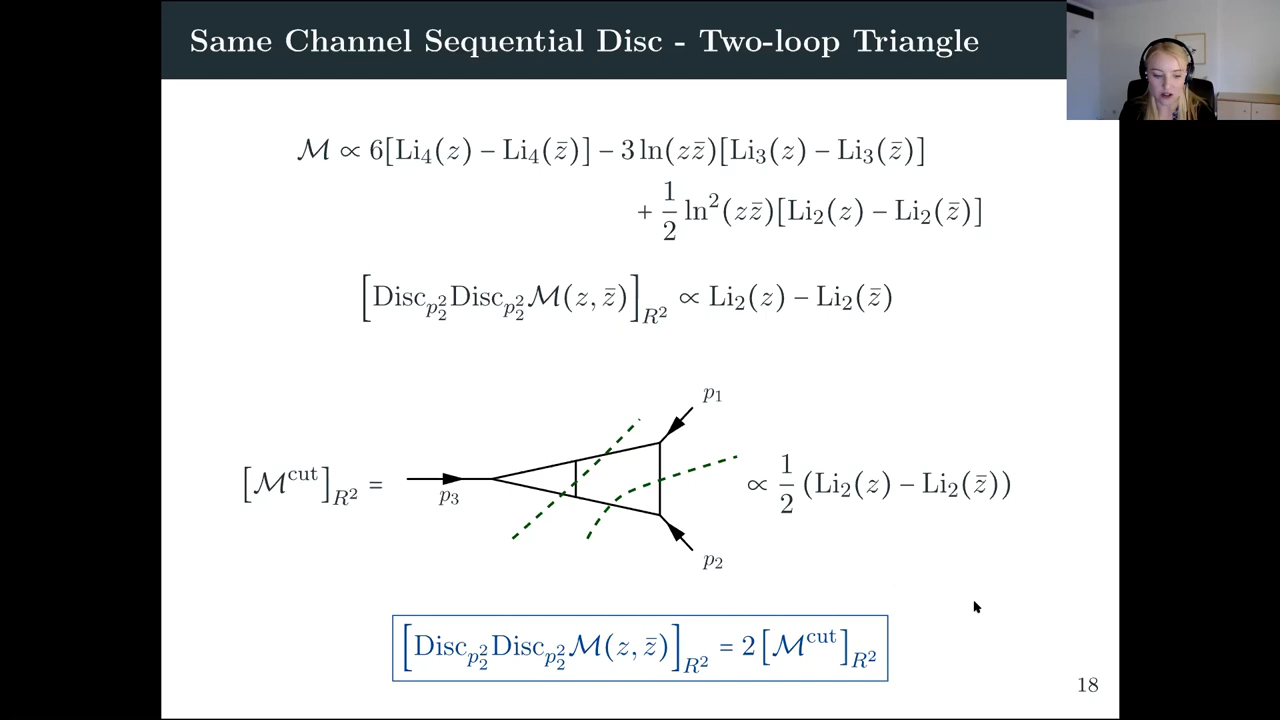 Same Channel Sequential Disc - Two-loop Triangle
ℳ ∝ 6[Li₄(z) − Li₄(z̄)] − 3 ln(zz̄)[Li₃(z) − Li₃(z̄)]
+ 1/2 ln²(zz̄)[Li₂(z) − Li₂(z̄)]
[Disc_{p₂²}Disc_{p₂²}ℳ(z, z̄)]_{R²} ∝ Li₂(z) − Li₂(z̄)
p₁
[ℳ^{cut}]_{R²} = p₃ ∝ 1/2 (Li₂(z) − Li₂(z̄))
p₂
[Disc_{p₂²}Disc_{p₂²}ℳ(z, z̄)]_{R²} = 2 [ℳ^{cut}]_{R²}
18